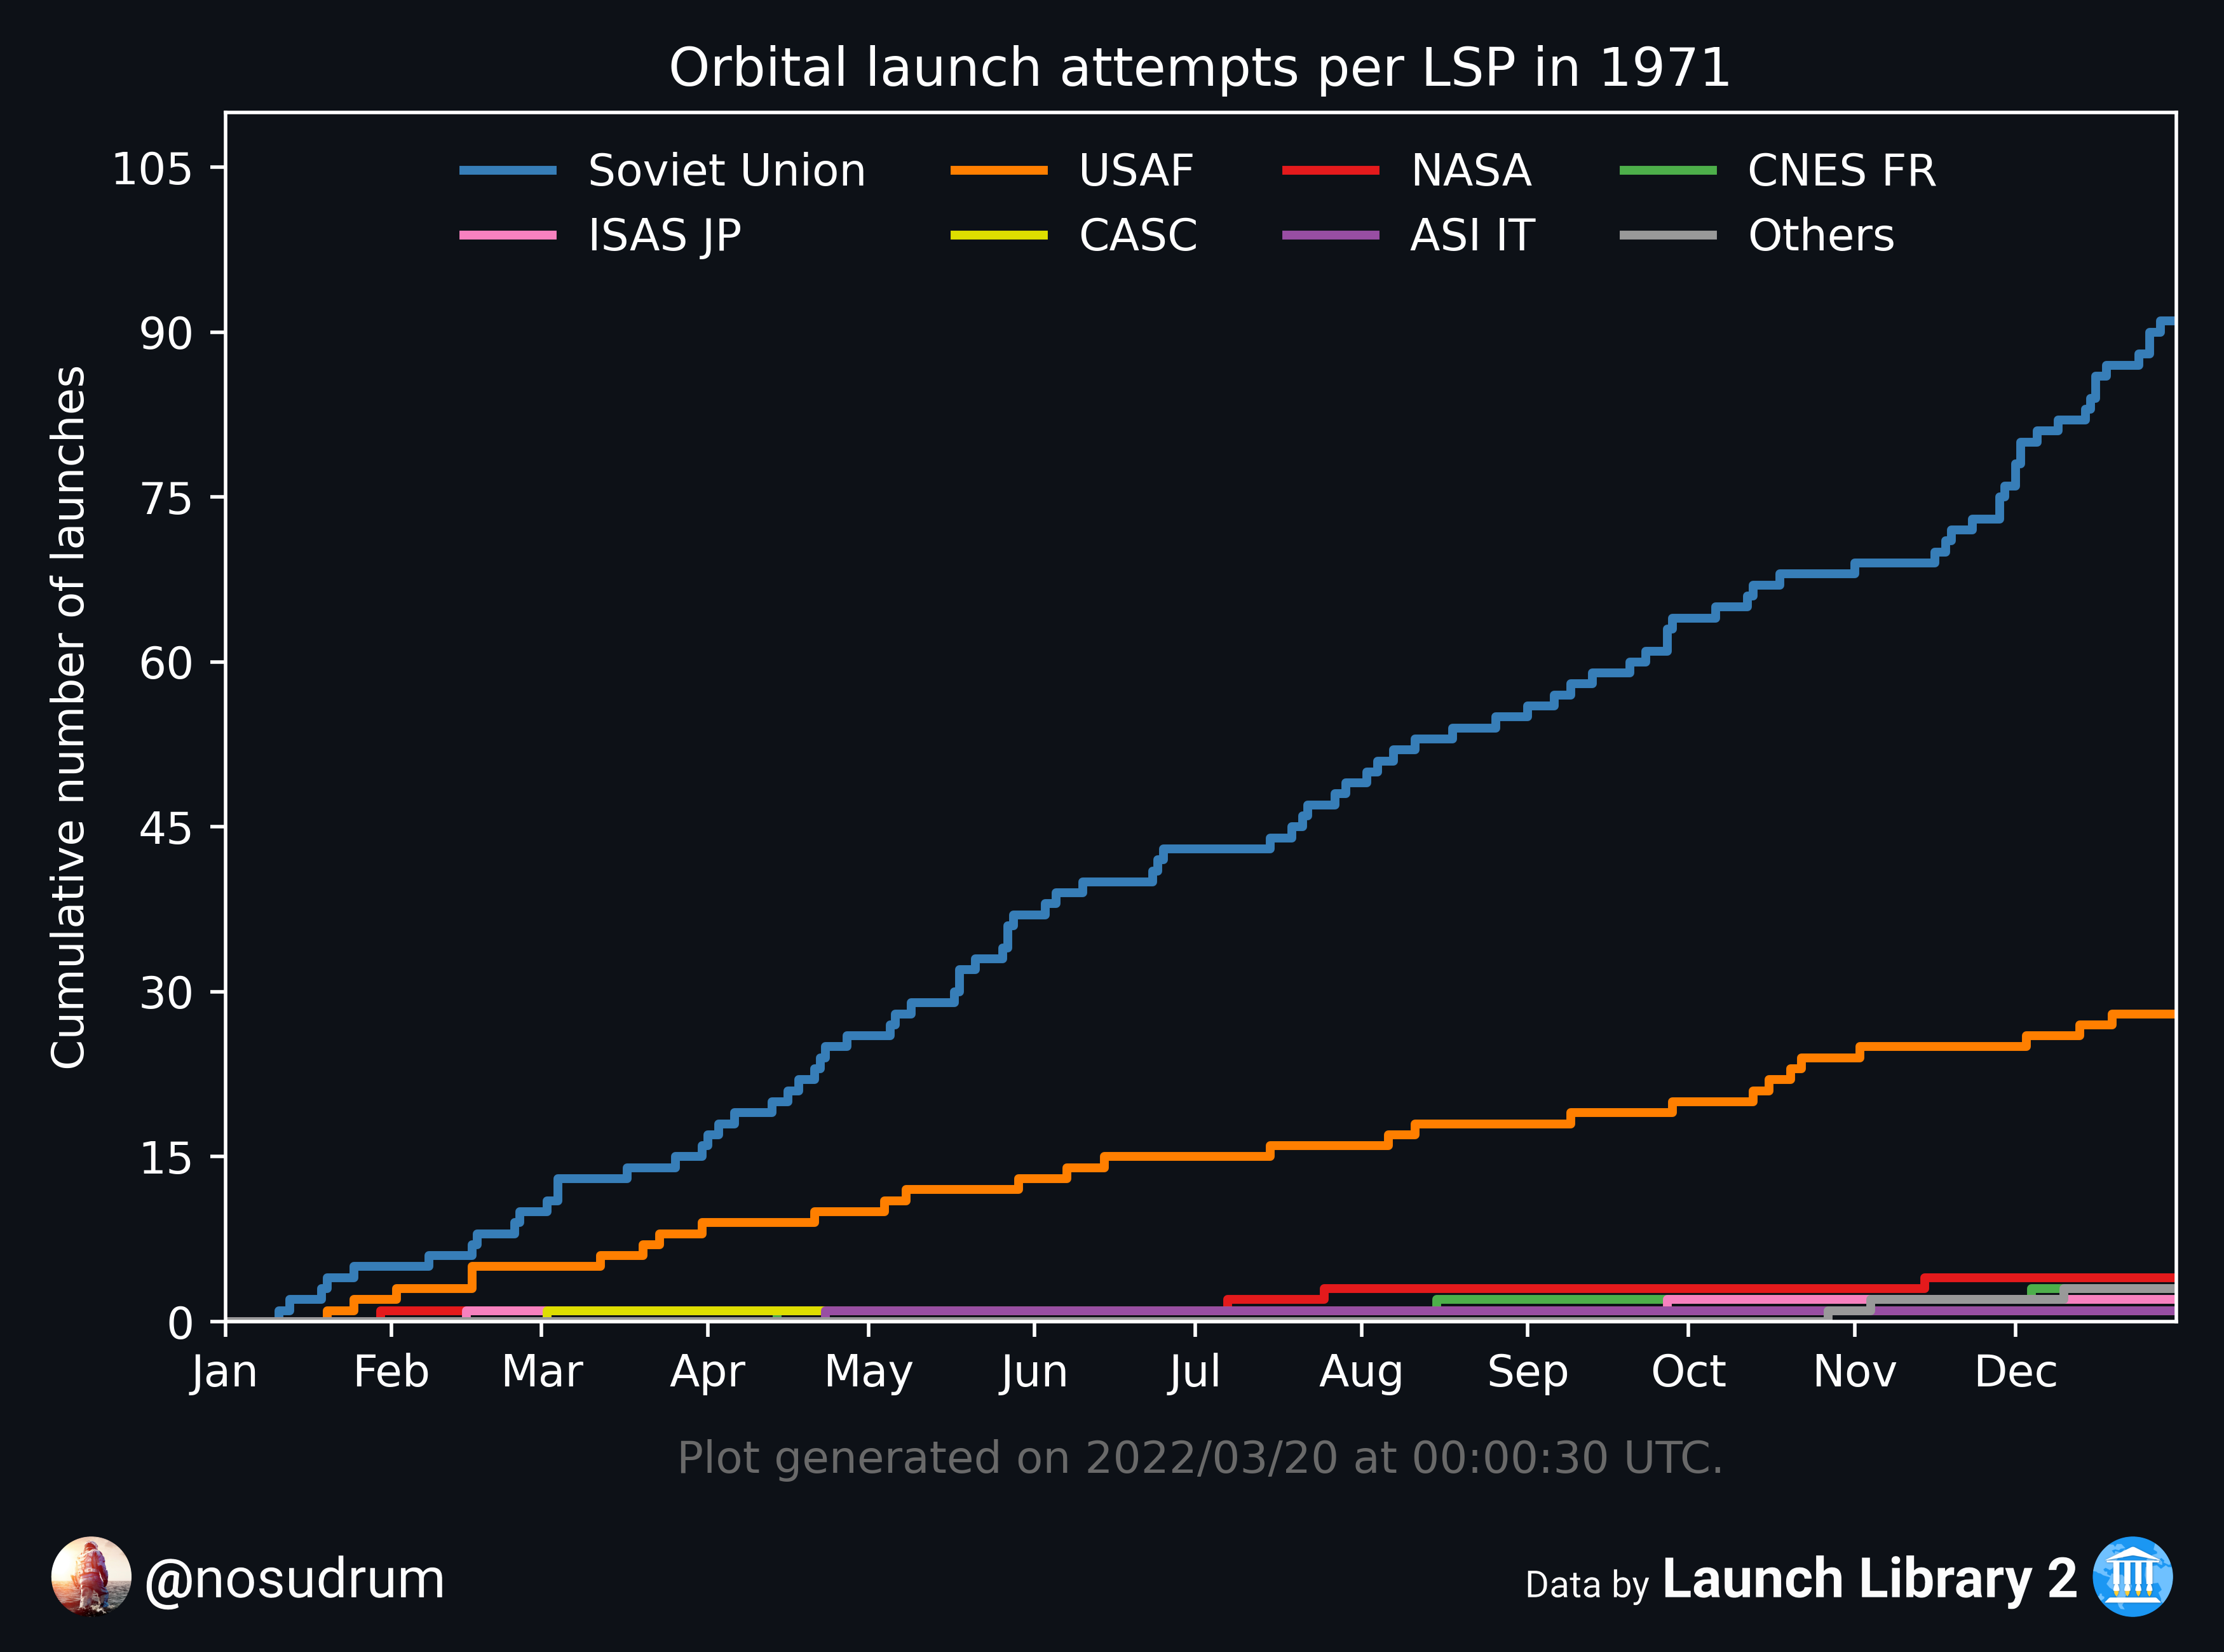 Orbital launch attempts per LSP in 1971
Soviet Union USAF NASA CNES FR
ISAS JP CASC ASI IT Others
Cumulative number of launches
105
90
75
60
45
30
15
0
Jan Feb Mar Apr May Jun Jul Aug Sep Oct Nov Dec
Plot generated on 2022/03/20 at 00:00:30 UTC.
@nosudrum
Data by Launch Library 2